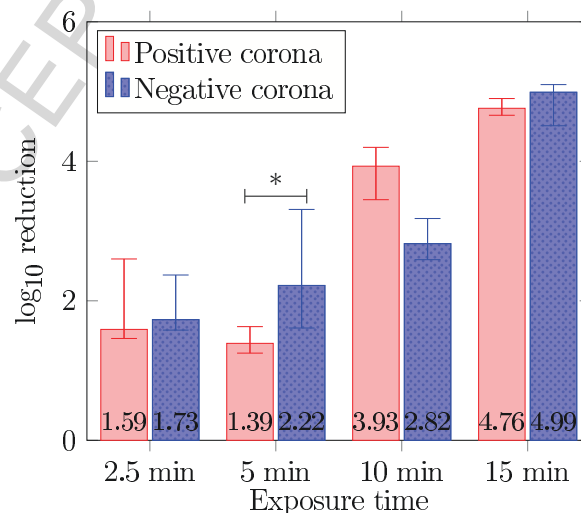 CEP
6
Positive corona
Negative corona
4
*
2
0
log10 reduction
1.59 1.73 1.39 2.22 3.93 2.82 4.76 4.99
2.5 min 5 min 10 min 15 min
Exposure time